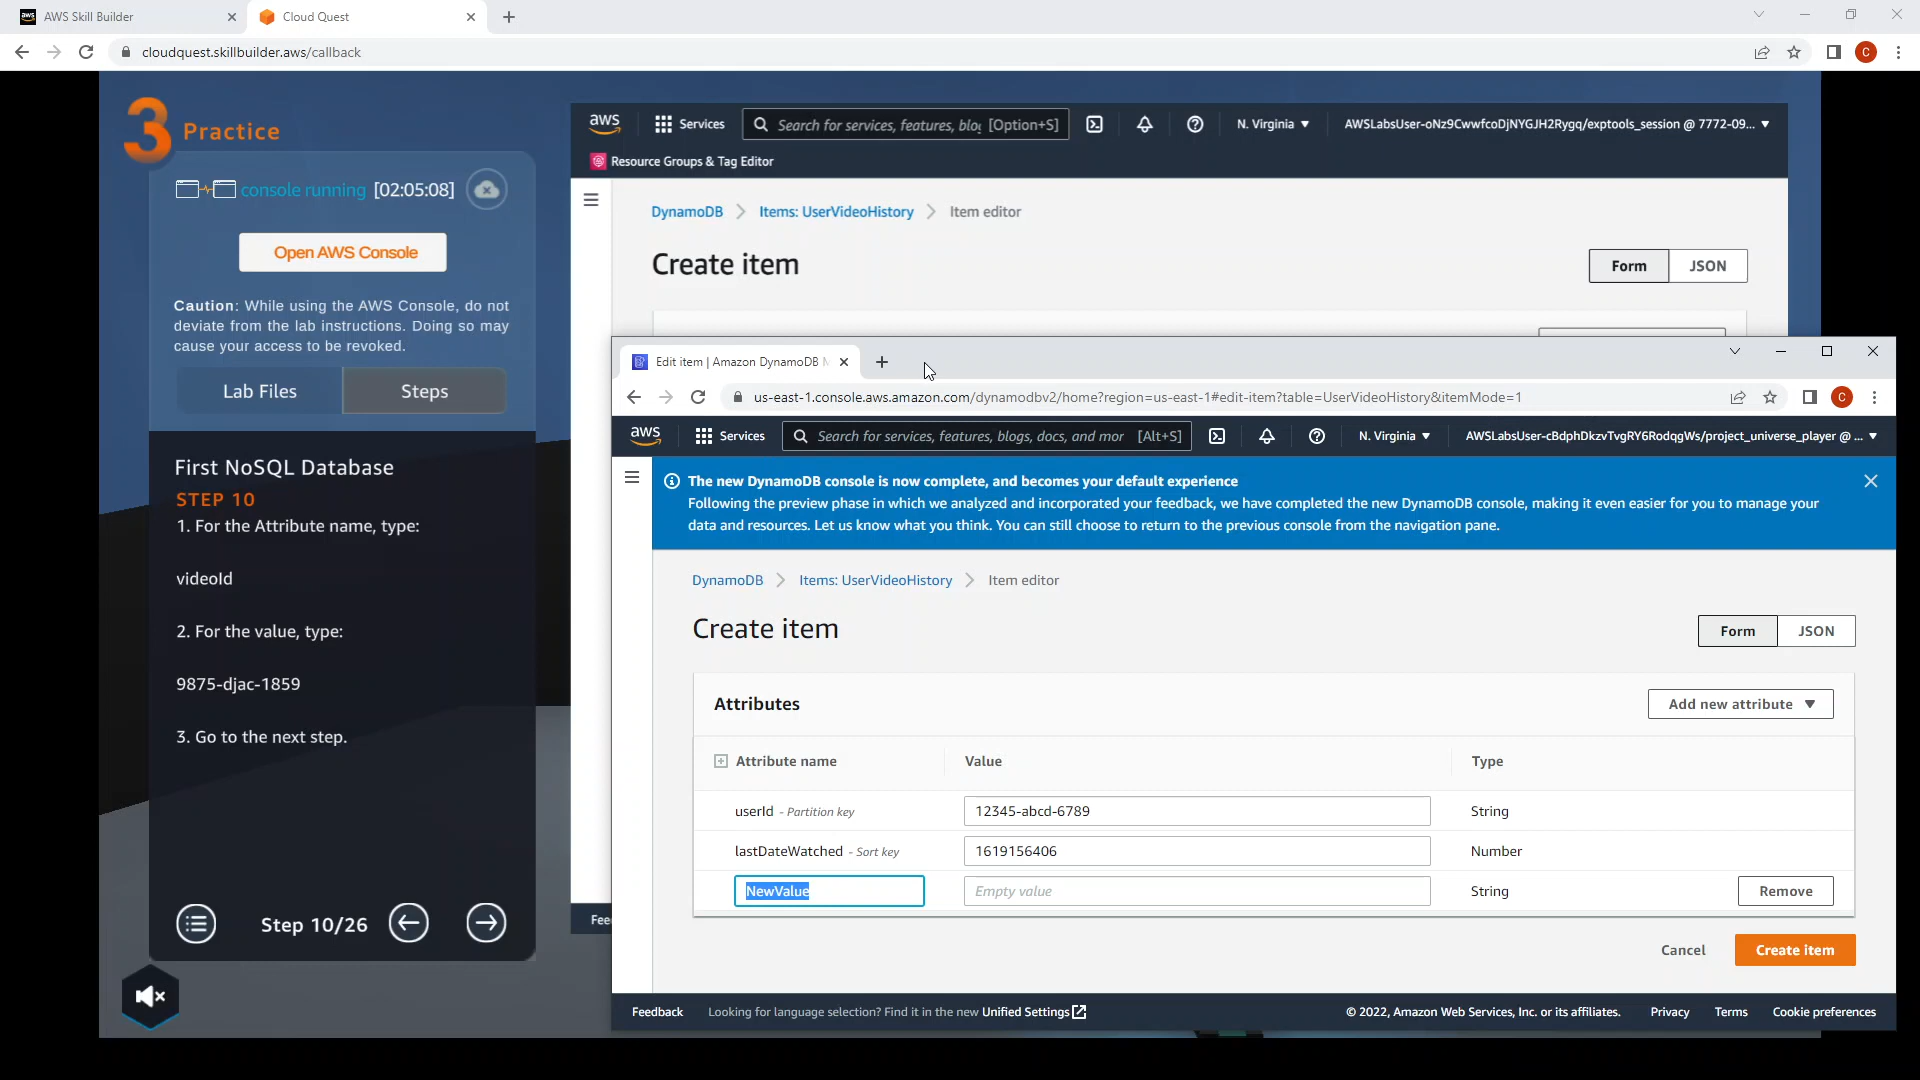 AWS Skill Builder
Cloud Quest
cloudquest.skillbuilder.aws/callback
C
3 Practice
console running [02:05:08]
Open AWS Console
Caution: While using the AWS Console, do not
deviate from the lab instructions. Doing so may
cause your access to be revoked.
Lab Files
Steps
First NoSQL Database
STEP 10
1. For the Attribute name, type:
videoId
2. For the value, type:
9875-djac-1859
3. Go to the next step.
Step 10/26
aws
Services
Search for services, features, blog [Option+S]
N. Virginia
AWSLabsUser-oNz9CwwfcoDjNYGJH2Rygq/exptools_session @ 7772-09...
Resource Groups & Tag Editor
DynamoDB
Items: UserVideoHistory
Item editor
Create item
Form
JSON
Fee
Edit item | Amazon DynamoDB M
us-east-1.console.aws.amazon.com/dynamodbv2/home?region=us-east-1#edit-item?table=UserVideoHistory&itemMode=1
C
aws
Services
Search for services, features, blogs, docs, and mor [Alt+S]
N. Virginia
AWSLabsUser-cBdphDkzvTvgRY6RodqgWs/project_universe_player @ ...
The new DynamoDB console is now complete, and becomes your default experience
Following the preview phase in which we analyzed and incorporated your feedback, we have completed the new DynamoDB console, making it even easier for you to manage your
data and resources. Let us know what you think. You can still choose to return to the previous console from the navigation pane.
DynamoDB
Items: UserVideoHistory
Item editor
Create item
Form
JSON
Attributes
Add new attribute
Attribute name
Value
Type
userId - Partition key
12345-abcd-6789
String
lastDateWatched - Sort key
1619156406
Number
NewValue
Empty value
String
Remove
Cancel
Create item
Feedback
Looking for language selection? Find it in the new Unified Settings
© 2022, Amazon Web Services, Inc. or its affiliates.
Privacy
Terms
Cookie preferences